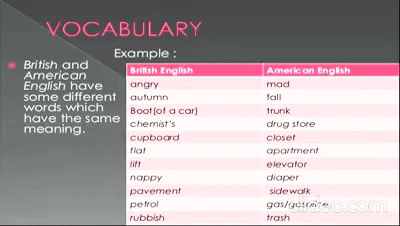 VOCABULARY
Example :
British and
American
English have
some different
words which
have the same
meaning.
British English American English
angry mad
autumn fall
Boot(of a car) trunk
chemist's drug store
cupboard closet
flat apartment
lift elevator
nappy diaper
pavement sidewalk
petrol gas/gasoline
rubbish trash